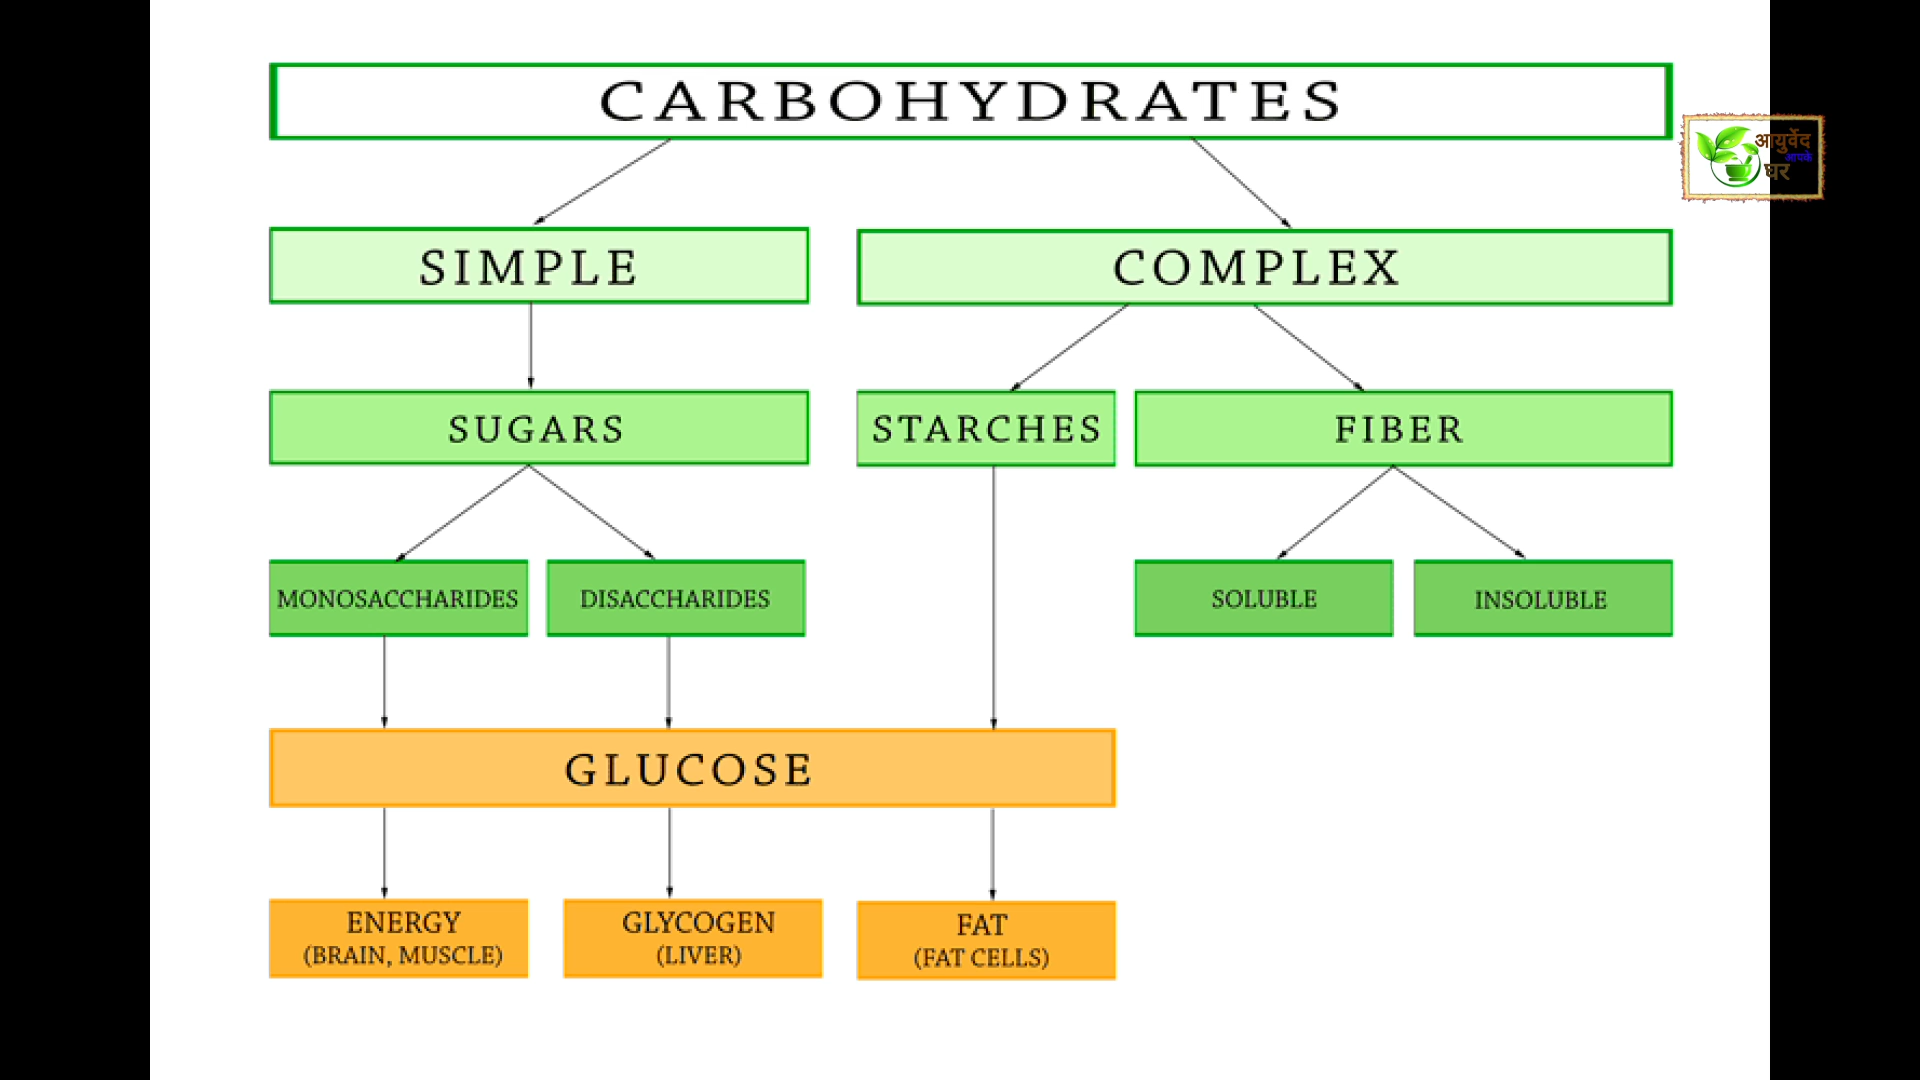 CARBOHYDRATES
आयुर्वेद
आपके
घर
SIMPLE
COMPLEX
SUGARS
STARCHES
FIBER
MONOSACCHARIDES
DISACCHARIDES
SOLUBLE
INSOLUBLE
GLUCOSE
ENERGY
(BRAIN, MUSCLE)
GLYCOGEN
(LIVER)
FAT
(FAT CELLS)